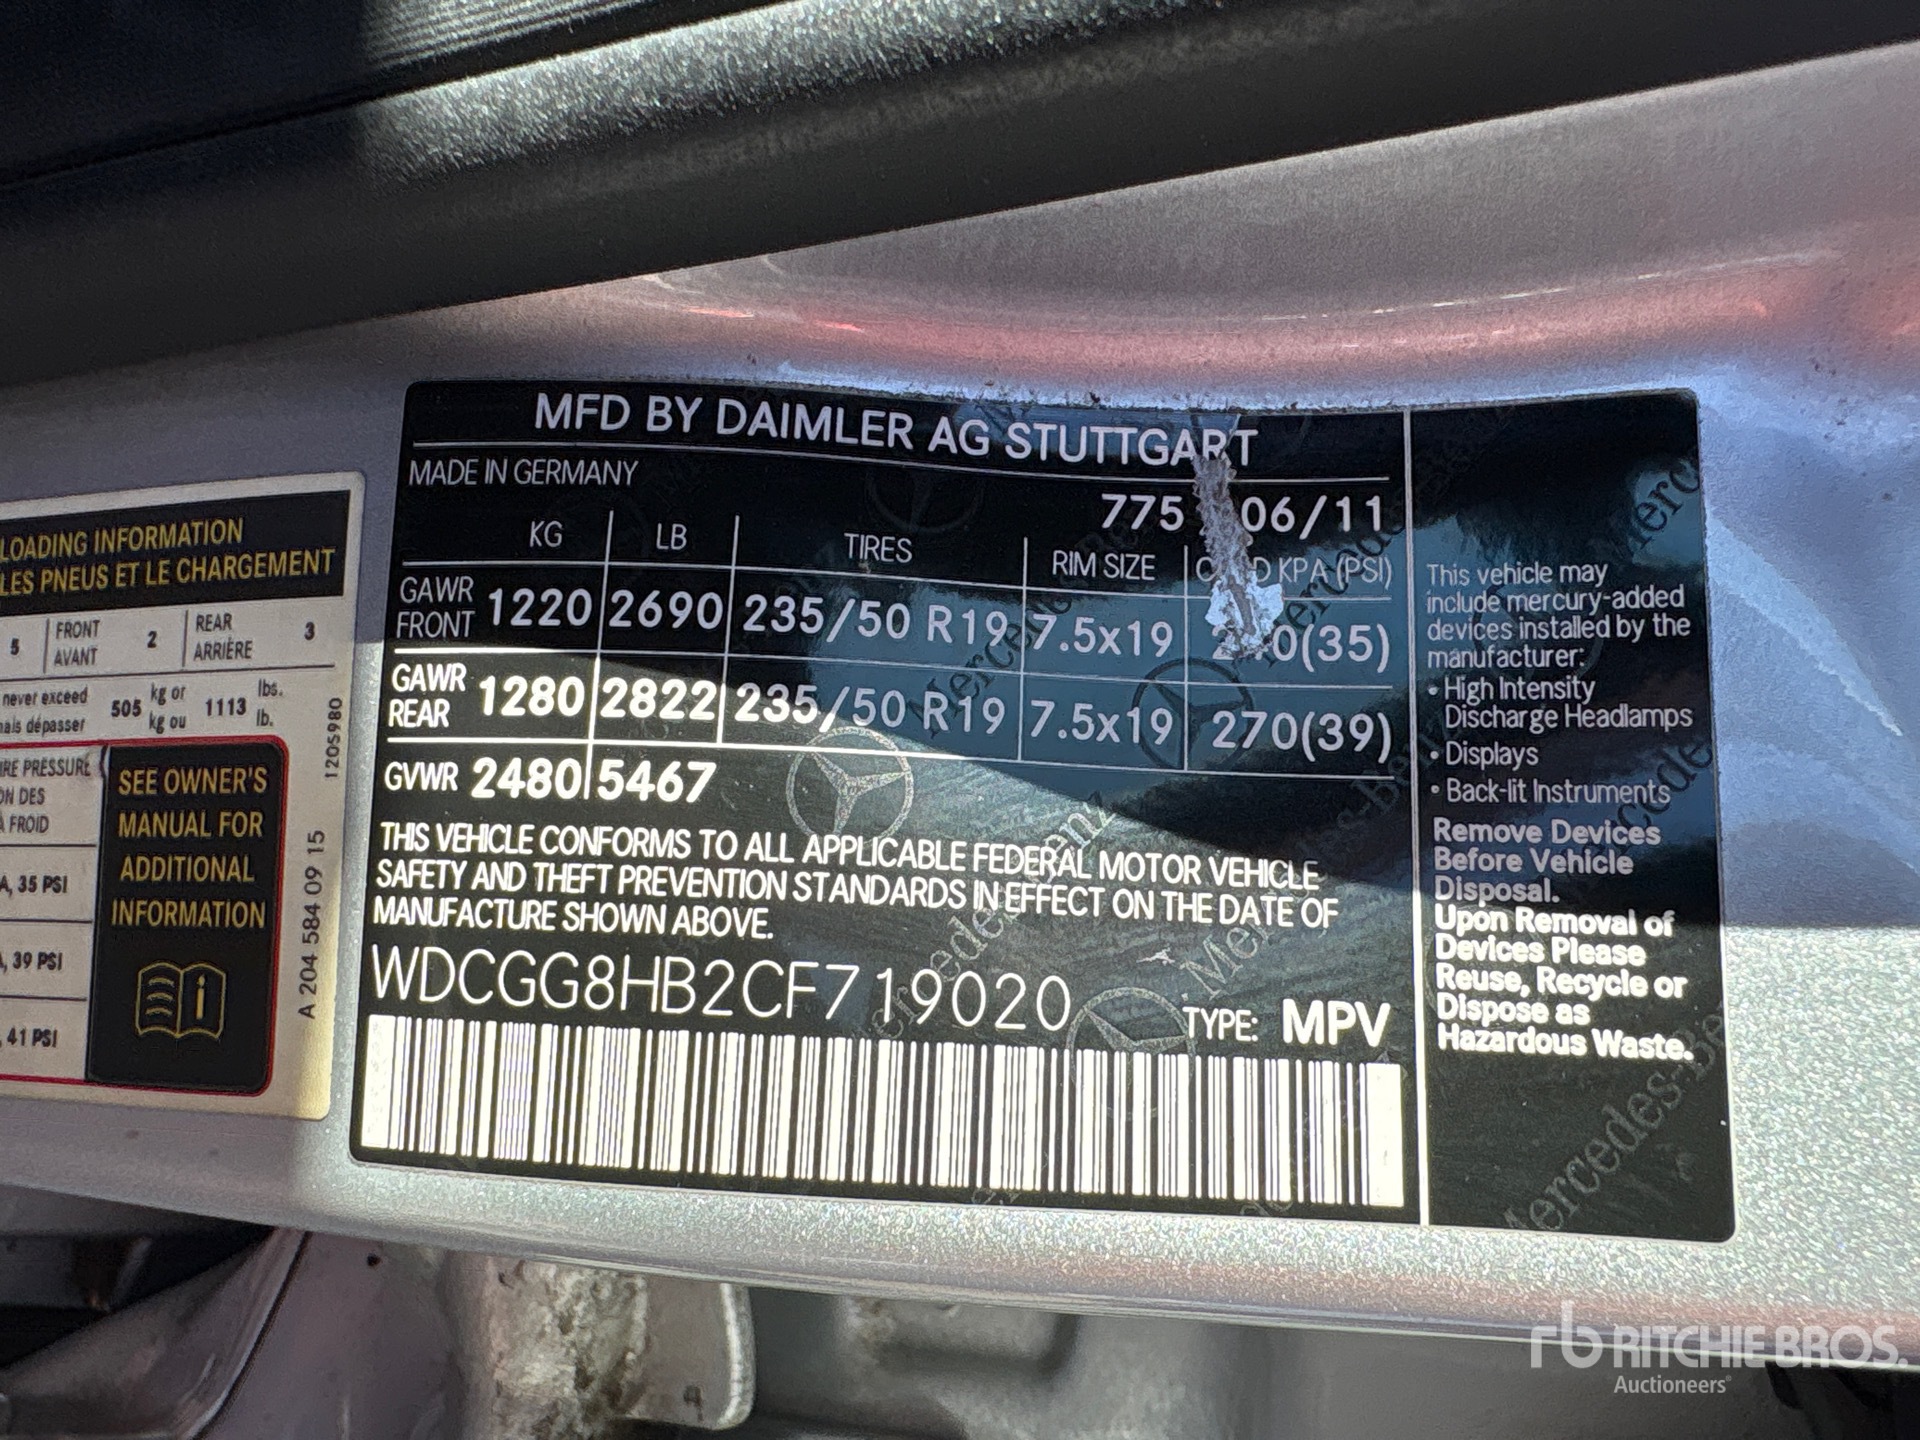 LOADING INFORMATION
LES PNEUS ET LE CHARGEMENT
5 FRONT AVANT 2 REAR ARRIÈRE 3
never exceed 505 kg or 1113 lbs.
dépasser kg ou lb.
PRESSURE
DES
FROID
35 PSI
39 PSI
41 PSI
SEE OWNER'S
MANUAL FOR
ADDITIONAL
INFORMATION
1205980
A 204 584 09 15
MFD BY DAIMLER AG STUTTGART
MADE IN GERMANY
775 06/11
KG LB TIRES RIM SIZE KPA (PSI)
GAWR FRONT 1220 2690 235/50 R19 7.5x19 (35)
GAWR REAR 1280 2822 235/50 R19 7.5x19 270(39)
GVWR 2480 5467
THIS VEHICLE CONFORMS TO ALL APPLICABLE FEDERAL MOTOR VEHICLE
SAFETY AND THEFT PREVENTION STANDARDS IN EFFECT ON THE DATE OF
MANUFACTURE SHOWN ABOVE.
WDCGG8HB2CF719020
TYPE: MPV
This vehicle may
include mercury-added
devices installed by the
manufacturer:
• High Intensity
Discharge Headlamps
• Displays
• Back-lit Instruments
Remove Devices
Before Vehicle
Disposal.
Upon Removal of
Devices Please
Reuse, Recycle or
Dispose as
Hazardous Waste.
rb RITCHIE BROS.
Auctioneers